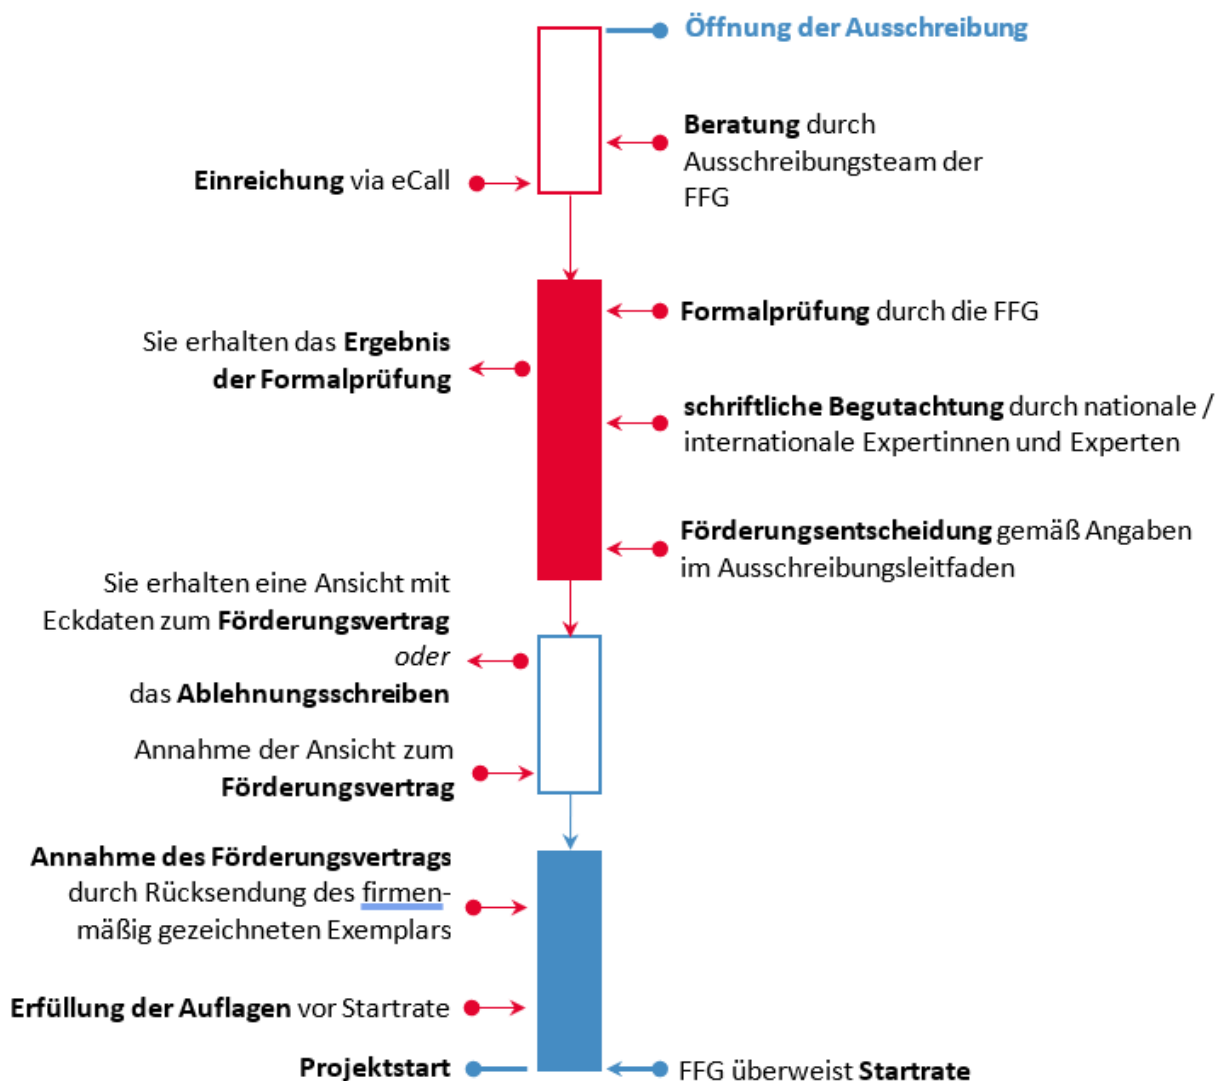 Öffnung der Ausschreibung
Beratung durch
Ausschreibungsteam der
FFG
Einreichung via eCall
Formalprüfung durch die FFG
Sie erhalten das Ergebnis
der Formalprüfung
schriftliche Begutachtung durch nationale /
internationale Expertinnen und Experten
Förderungsentscheidung gemäß Angaben
im Ausschreibungsleitfaden
Sie erhalten eine Ansicht mit
Eckdaten zum Förderungsvertrag
oder
das Ablehnungsschreiben
Annahme der Ansicht zum
Förderungsvertrag
Annahme des Förderungsvertrags
durch Rücksendung des firmen-
mäßig gezeichneten Exemplars
Erfüllung der Auflagen vor Startrate
Projektstart
FFG überweist Startrate